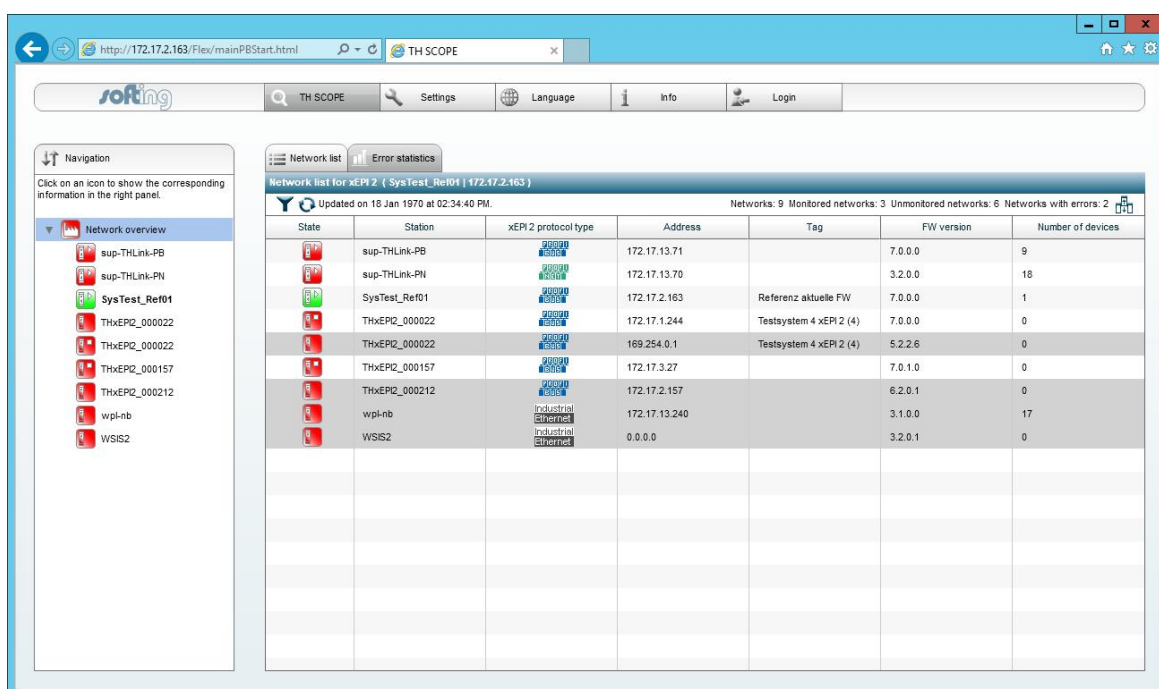 http://172.17.2.163/Flex/mainPBStart.html TH SCOPE
softing TH SCOPE Settings Language Info Login
Navigation
Click on an icon to show the corresponding
information in the right panel.
Network overview
sup-THLink-PB
sup-THLink-PN
SysTest_Ref01
THxEPI2_000022
THxEPI2_000022
THxEPI2_000157
THxEPI2_000212
wpl-nb
WSIS2
Network list Error statistics
Network list for xEPI 2 ( SysTest_Ref01 | 172.17.2.163 )
Updated on 18 Jan 1970 at 02:34:40 PM. Networks: 9 Monitored networks: 3 Unmonitored networks: 6 Networks with errors: 2
State Station xEPI 2 protocol type Address Tag FW version Number of devices
sup-THLink-PB 172.17.13.71 7.0.0.0 9
sup-THLink-PN 172.17.13.70 3.2.0.0 18
SysTest_Ref01 172.17.2.163 Referenz aktuelle FW 7.0.0.0 1
THxEPI2_000022 172.17.1.244 Testsystem 4 xEPI 2 (4) 7.0.0.0 0
THxEPI2_000022 169.254.0.1 Testsystem 4 xEPI 2 (4) 5.2.2.6 0
THxEPI2_000157 172.17.3.27 7.0.1.0 0
THxEPI2_000212 172.17.2.157 6.2.0.1 0
wpl-nb Industrial Ethernet 172.17.13.240 3.1.0.0 17
WSIS2 Industrial Ethernet 0.0.0.0 3.2.0.1 0